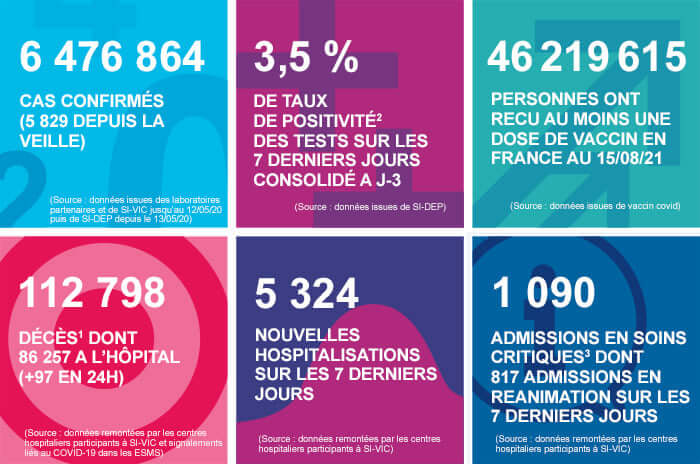 6 476 864
CAS CONFIRMÉS
(5 829 DEPUIS LA
VEILLE)
(Source : données issues des laboratoires
partenaires et de SI-VIC jusqu'au 12/05/20
puis de SI-DEP depuis le 13/05/20)
3,5 %
DE TAUX
DE POSITIVITÉ²
DES TESTS SUR LES
7 DERNIERS JOURS
CONSOLIDÉ A J-3
(Source : données issues de SI-DEP)
46 219 615
PERSONNES ONT
RECU AU MOINS UNE
DOSE DE VACCIN EN
FRANCE AU 15/08/21
(Source : données issues de vaccin covid)
112 798
DÉCÈS¹ DONT
86 257 A L'HÔPITAL
(+97 EN 24H)
(Source : données remontées par les centres
hospitaliers participants à SI-VIC et signalements
liés au COVID-19 dans les ESMS)
5 324
NOUVELLES
HOSPITALISATIONS
SUR LES 7 DERNIERS
JOURS
(Source : données remontées par les centres
hospitaliers participants à SI-VIC)
1 090
ADMISSIONS EN SOINS
CRITIQUES³ DONT
817 ADMISSIONS EN
REANIMATION SUR LES
7 DERNIERS JOURS
(Source : données remontées par les centres
hospitaliers participants à SI-VIC)